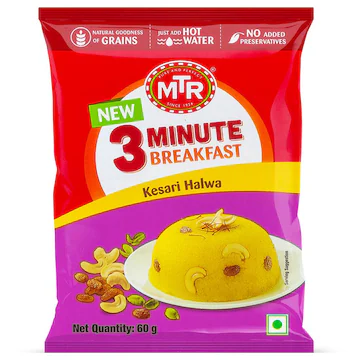 NATURAL GOODNESS
OF GRAINS
JUST ADD HOT
WATER
NO ADDED
PRESERVATIVES
PURE AND PERFECT
MTR
SINCE 1924
NEW
3 MINUTE
BREAKFAST
Kesari Halwa
Serving Suggestion
Net Quantity: 60 g